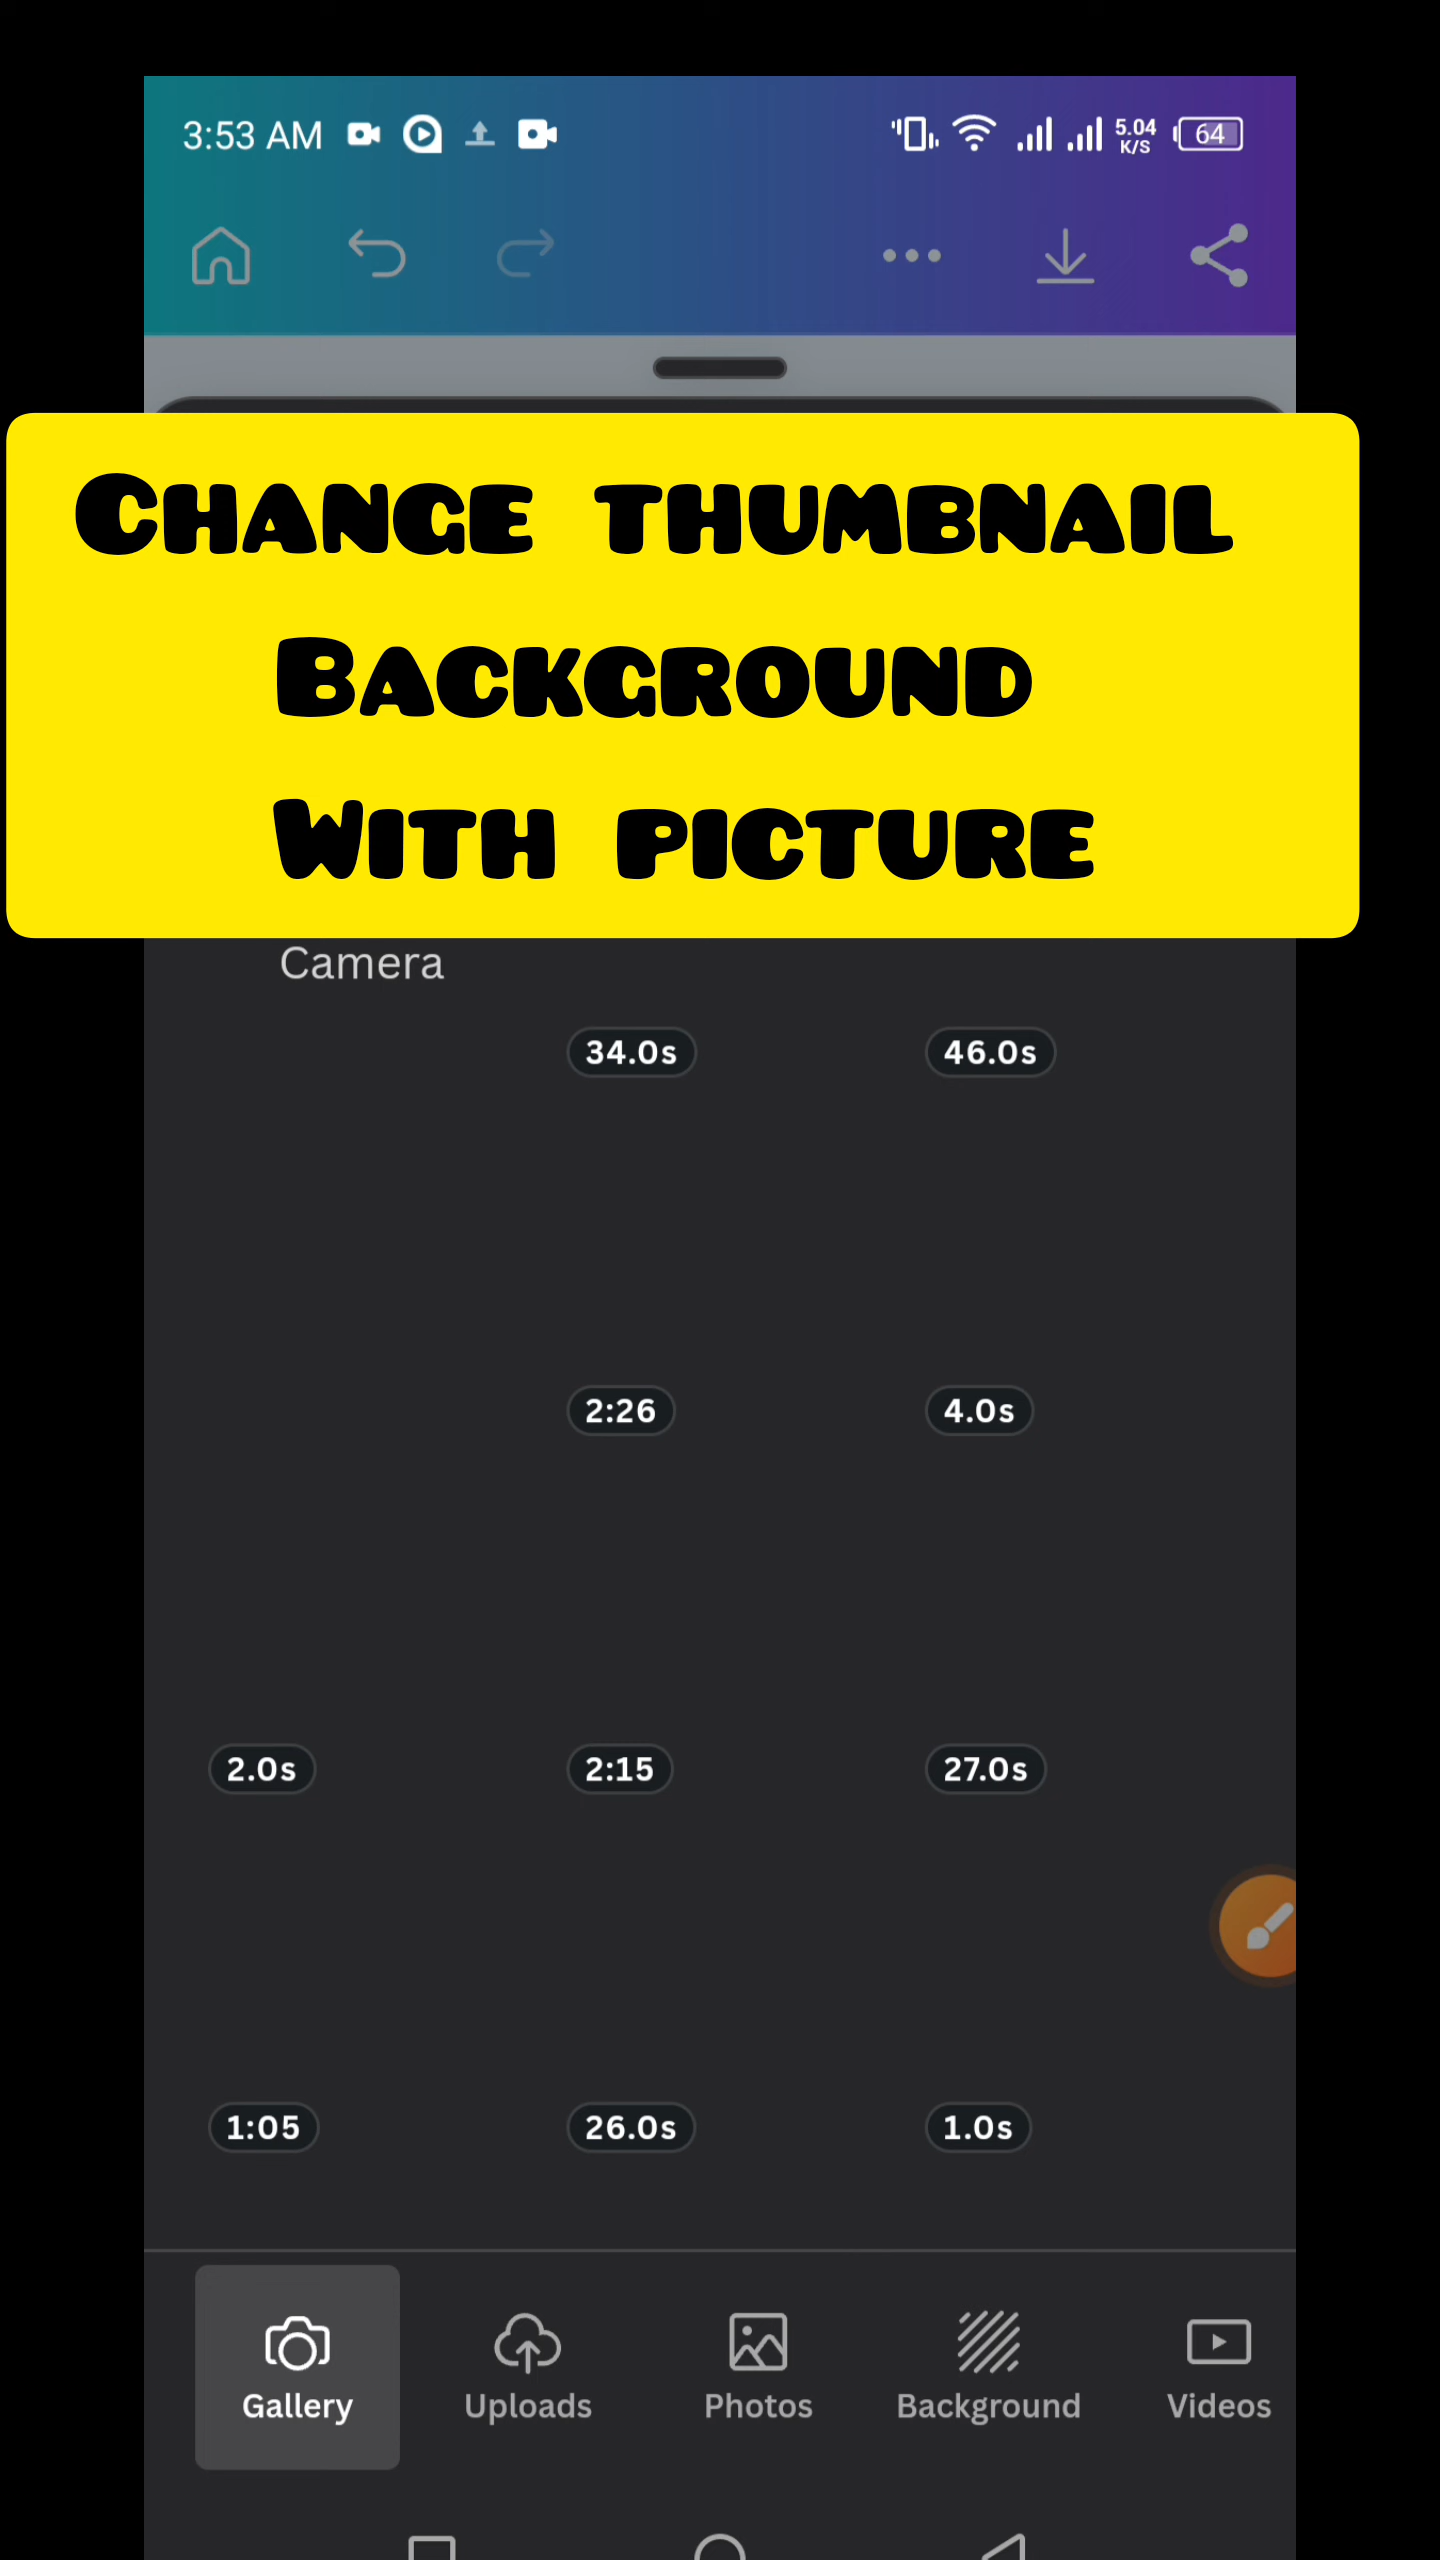 3:53 AM 5.04 K/S 64
CHANGE THUMBNAIL
BACKGROUND
WITH PICTURE
Camera
34.0s 46.0s
2:26 4.0s
2.0s 2:15 27.0s
1:05 26.0s 1.0s
Gallery Uploads Photos Background Videos